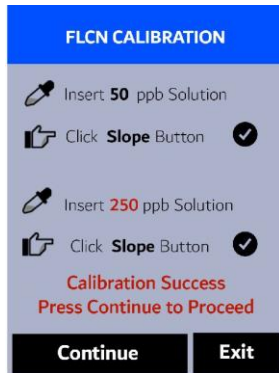 FLCN CALIBRATION
Insert 50 ppb Solution
Click Slope Button
Insert 250 ppb Solution
Click Slope Button
Calibration Success
Press Continue to Proceed
Continue
Exit